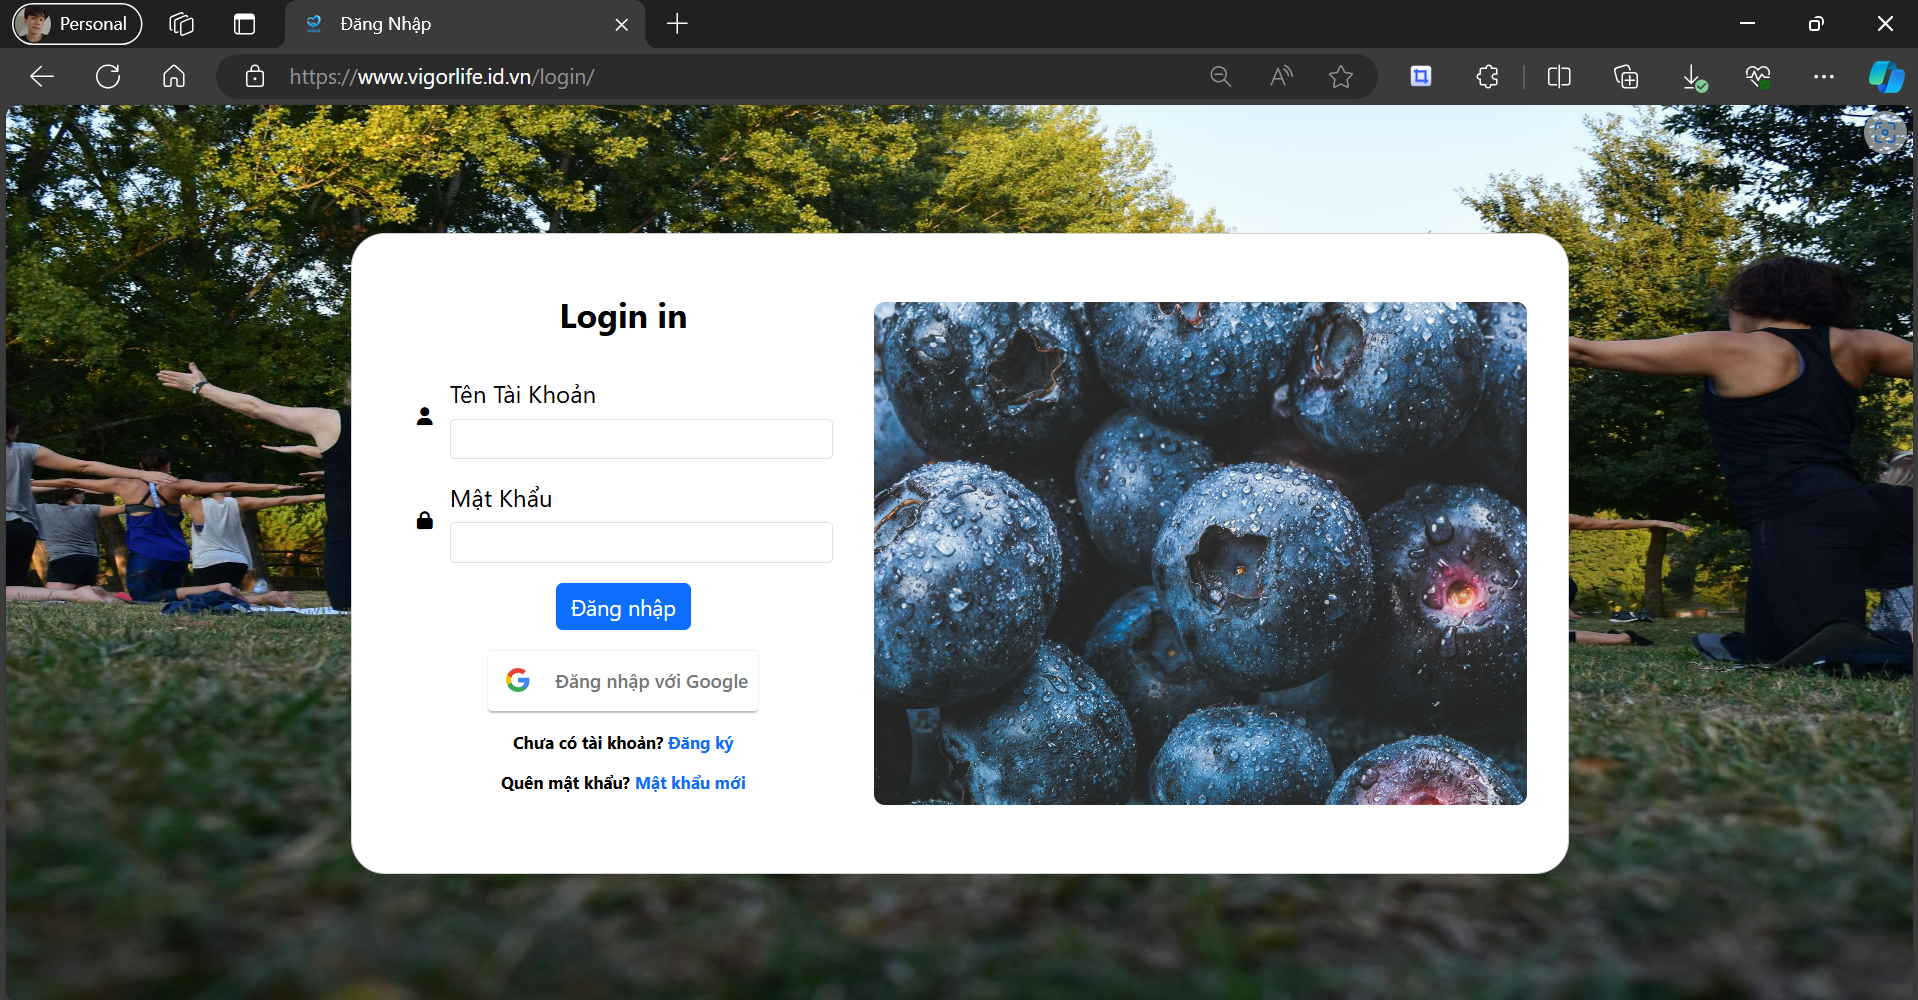 Personal
Đăng Nhập
https://www.vigorlife.id.vn/login/
Login in
Tên Tài Khoản
Mật Khẩu
Đăng nhập
Đăng nhập với Google
Chưa có tài khoản? Đăng ký
Quên mật khẩu? Mật khẩu mới